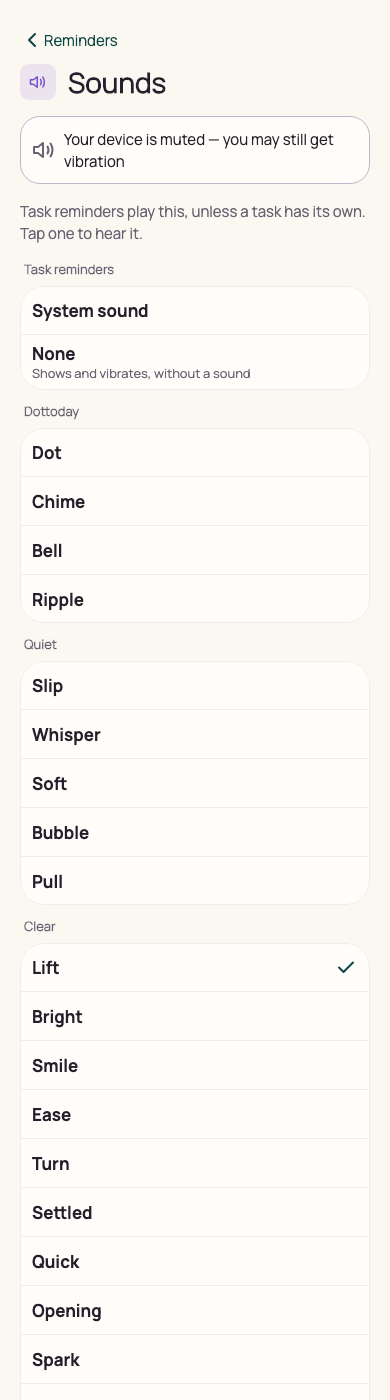 Reminders
Sounds
Your device is muted — you may still get
vibration
Task reminders play this, unless a task has its own.
Tap one to hear it.
Task reminders
System sound
None
Shows and vibrates, without a sound
Dottoday
Dot
Chime
Bell
Ripple
Quiet
Slip
Whisper
Soft
Bubble
Pull
Clear
Lift
Bright
Smile
Ease
Turn
Settled
Quick
Opening
Spark